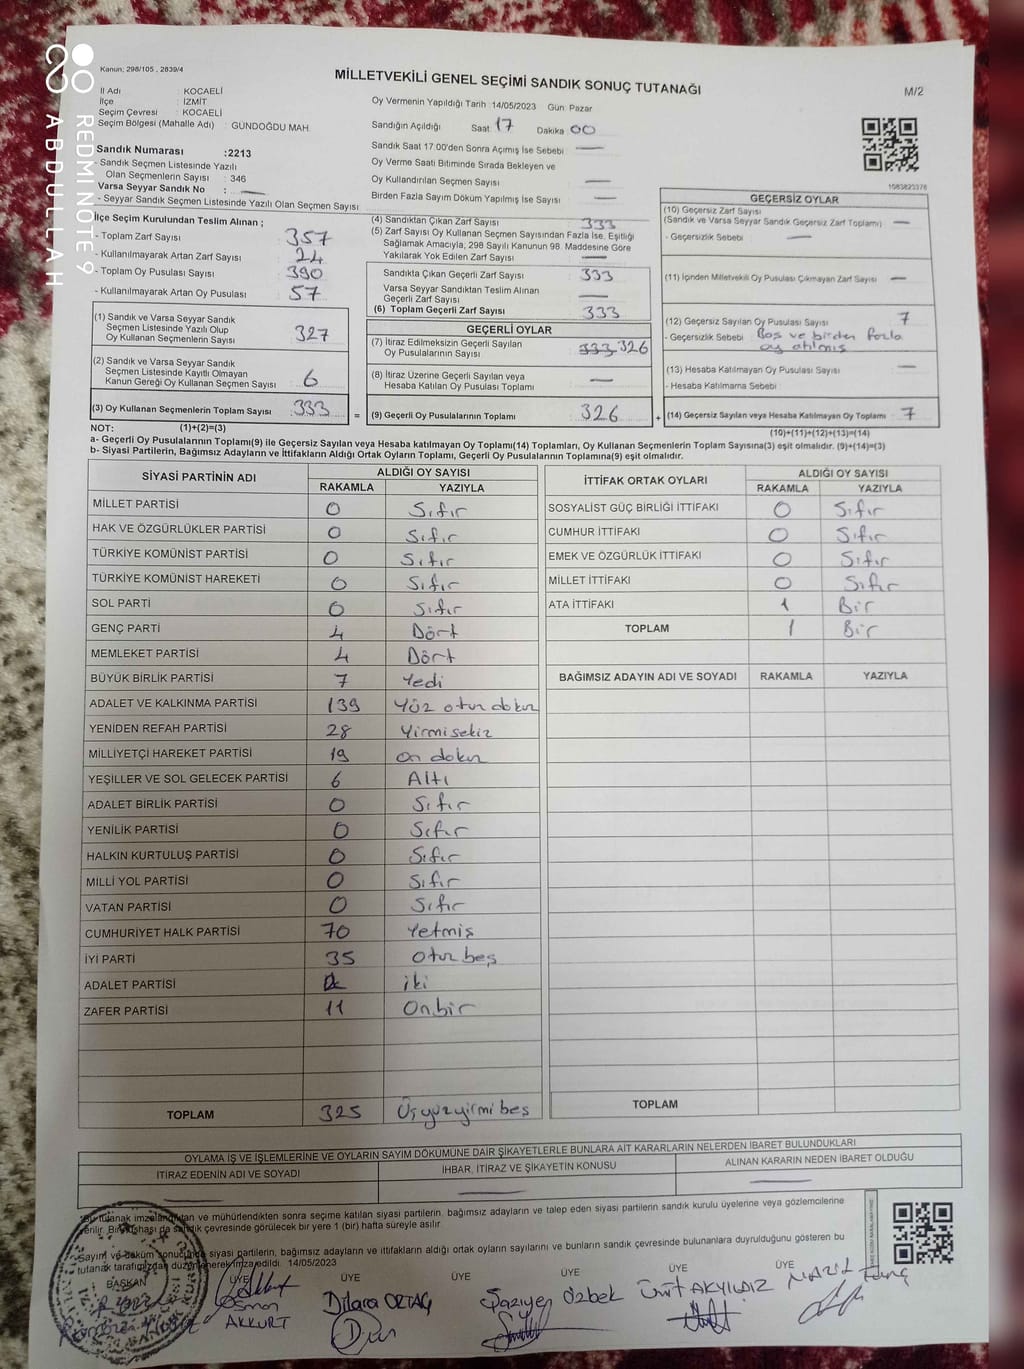 REDMI NOTE 9
ABDULLAH
Kanun; 298/105 , 2839/4
MİLLETVEKİLİ GENEL SEÇİMİ SANDIK SONUÇ TUTANAĞI
M/2
İl Adı : KOCAELİ
İlçe : İZMİT
Seçim Çevresi : KOCAELİ
Seçim Bölgesi (Mahalle Adı) : GÜNDOĞDU MAH.
Sandık Numarası :2213
Sandık Seçmen Listesinde Yazılı
Olan Seçmenlerin Sayısı : 346
Varsa Seyyar Sandık No : —
- Seyyar Sandık Seçmen Listesinde Yazılı Olan Seçmen Sayısı
Oy Vermenin Yapıldığı Tarih :14/05/2023 Gün: Pazar
Sandığın Açıldığı Saat: 17 Dakika 00
Sandık Saat 17.00'den Sonra Açımış İse Sebebi : —
Oy Verme Saati Bitiminde Sırada Bekleyen ve
Oy Kullandırılan Seçmen Sayısı : —
Birden Fazla Sayım Döküm Yapılmış İse Sayısı : —
1083823378
İlçe Seçim Kurulundan Teslim Alınan ;
- Toplam Zarf Sayısı : 357
- Kullanılmayarak Artan Zarf Sayısı : 24
- Toplam Oy Pusulası Sayısı : 390
- Kullanılmayarak Artan Oy Pusulası : 57
(1) Sandık ve Varsa Seyyar Sandık
Seçmen Listesinde Yazılı Olup
Oy Kullanan Seçmenlerin Sayısı : 327
(2) Sandık ve Varsa Seyyar Sandık
Seçmen Listesinde Kayıtlı Olmayan
Kanun Gereği Oy Kullanan Seçmen Sayısı : 6
(3) Oy Kullanan Seçmenlerin Toplam Sayısı : 333
(4) Sandıktan Çıkan Zarf Sayısı : 333
(5) Zarf Sayısı Oy Kullanan Seçmen Sayısından Fazla İse, Eşitliği
Sağlamak Amacıyla, 298 Sayılı Kanunun 98. Maddesine Göre
Yakılarak Yok Edilen Zarf Sayısı : —
Sandıkla Çıkan Geçerli Zarf Sayısı : 333
Varsa Seyyar Sandıktan Teslim Alınan
Geçerli Zarf Sayısı : —
(6) Toplam Geçerli Zarf Sayısı : 333
GEÇERLİ OYLAR
(7) İtiraz Edilmeksizin Geçerli Sayılan
Oy Pusulalarının Sayısı : 333 326
(8) İtiraz Üzerine Geçerli Sayılan veya
Hesaba Katılan Oy Pusulası Toplamı : —
= (9) Geçerli Oy Pusulalarının Toplamı : 326
GEÇERSİZ OYLAR
(10) Geçersiz Zarf Sayısı
(Sandık ve Varsa Seyyar Sandık Geçersiz Zarf Toplamı) : —
- Geçersizlik Sebebi : —
(11) İçinden Milletvekili Oy Pusulası Çıkmayan Zarf Sayısı : —
(12) Geçersiz Sayılan Oy Pusulası Sayısı : 7
- Geçersizlik Sebebi : Boş ve birden fazla
oy atılmış
(13) Hesaba Katılmayan Oy Pusulası Sayısı : —
- Hesaba Katılmama Sebebi :
+ (14) Geçersiz Sayılan veya Hesaba Katılmayan Oy Toplamı : 7
NOT: (1)+(2)=(3)
(10)+(11)+(12)+(13)=(14)
a- Geçerli Oy Pusulalarının Toplamı(9) ile Geçersiz Sayılan veya Hesaba katılmayan Oy Toplamı(14) Toplamları, Oy Kullanan Seçmenlerin Toplam Sayısına(3) eşit olmalıdır. (9)+(14)=(3)
b- Siyasi Partilerin, Bağımsız Adayların ve İttifakların Aldığı Ortak Oyların Toplamı, Geçerli Oy Pusulalarının Toplamına(9) eşit olmalıdır.
SİYASİ PARTİNİN ADI ALDIĞI OY SAYISI
RAKAMLA YAZIYLA
MİLLET PARTİSİ 0 Sıfır
HAK VE ÖZGÜRLÜKLER PARTİSİ 0 Sıfır
TÜRKİYE KOMÜNİST PARTİSİ 0 Sıfır
TÜRKİYE KOMÜNİST HAREKETİ 0 Sıfır
SOL PARTİ 0 Sıfır
GENÇ PARTİ 4 Dört
MEMLEKET PARTİSİ 4 Dört
BÜYÜK BİRLİK PARTİSİ 7 Yedi
ADALET VE KALKINMA PARTİSİ 139 Yüz otuz dokuz
YENİDEN REFAH PARTİSİ 28 Yirmisekiz
MİLLİYETÇİ HAREKET PARTİSİ 19 on dokuz
YEŞİLLER VE SOL GELECEK PARTİSİ 6 Altı
ADALET BİRLİK PARTİSİ 0 Sıfır
YENİLİK PARTİSİ 0 Sıfır
HALKIN KURTULUŞ PARTİSİ 0 Sıfır
MİLLİ YOL PARTİSİ 0 Sıfır
VATAN PARTİSİ 0 Sıfır
CUMHURİYET HALK PARTİSİ 70 Yetmiş
İYİ PARTİ 35 Otuz beş
ADALET PARTİSİ 2 iki
ZAFER PARTİSİ 11 Onbir
TOPLAM 325 Üçyüzyirmi beş
İTTİFAK ORTAK OYLARI ALDIĞI OY SAYISI
RAKAMLA YAZIYLA
SOSYALİST GÜÇ BİRLİĞİ İTTİFAKI 0 Sıfır
CUMHUR İTTİFAKI 0 Sıfır
EMEK VE ÖZGÜRLÜK İTTİFAKI 0 Sıfır
MİLLET İTTİFAKI 0 Sıfır
ATA İTTİFAKI 1 Bir
TOPLAM 1 Bir
BAĞIMSIZ ADAYIN ADI VE SOYADI RAKAMLA YAZIYLA
TOPLAM
OYLAMA İŞ VE İŞLEMLERİNE VE OYLARIN SAYIM DÖKÜMÜNE DAİR ŞİKAYETLERLE BUNLARA AİT KARARLARIN NELERDEN İBARET BULUNDUKLARI
İTİRAZ EDENİN ADI VE SOYADI İHBAR, İTİRAZ VE ŞİKAYETİN KONUSU ALINAN KARARIN NEDEN İBARET OLDUĞU
ve mühürlendikten sonra seçime katılan siyasi partilerin, bağımsız adayların ve talep eden siyasi partilerin sandık kurulu üyelerine veya gözlemcilerine
çevresinde görülecek bir yere 1 (bir) hafta süreyle asılır.
siyasi partilerin, bağımsız adayların ve ittifakların aldığı ortak oyların sayılarını ve bunların sandık çevresinde bulunanlara duyrulduğunu gösteren bu
tutanak tarafımızdan düzenlenerek imza edildi. 14/05/2023
BAŞKAN ÜYE ÜYE ÜYE ÜYE ÜYE
Osman AKKURT
Dilara ORTAÇ
Şaziye Özbek
Ümit AKYILDIZ